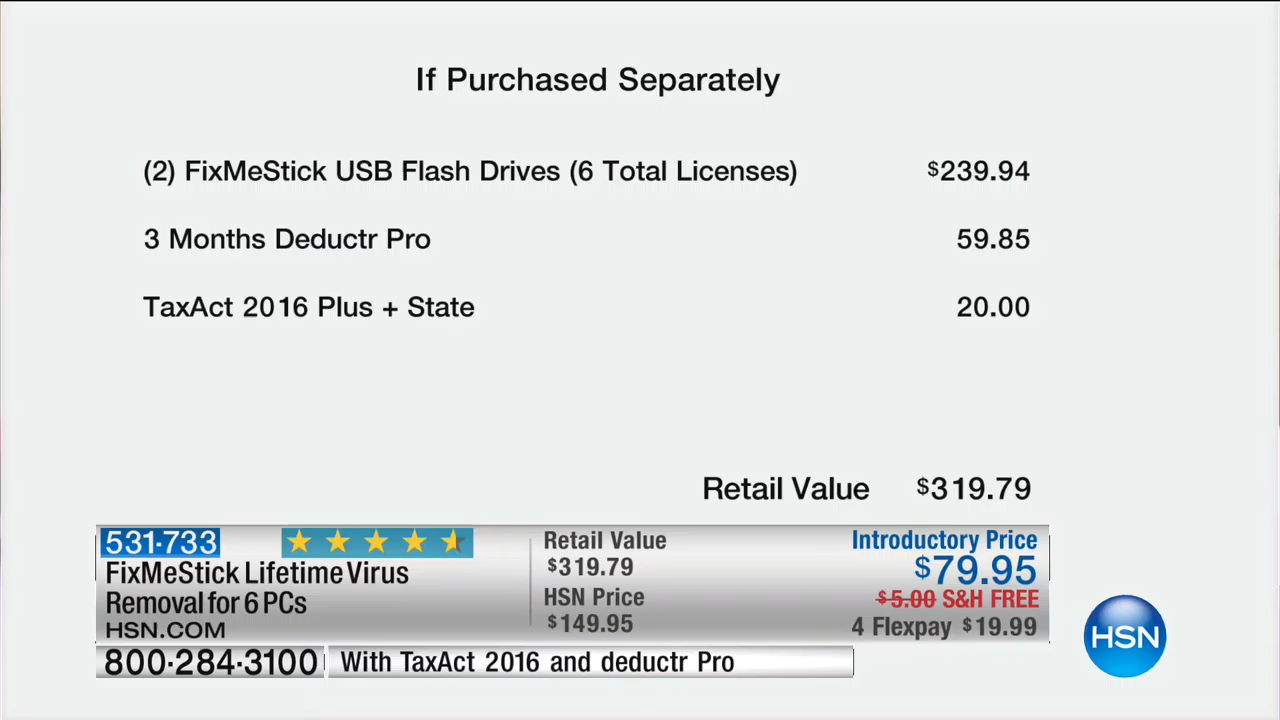 If Purchased Separately
(2) FixMeStick USB Flash Drives (6 Total Licenses) $239.94
3 Months Deductr Pro 59.85
TaxAct 2016 Plus + State 20.00
Retail Value $319.79
531·733
FixMeStick Lifetime Virus
Removal for 6 PCs
HSN.COM
Retail Value
$319.79
HSN Price
$149.95
Introductory Price
$79.95
$5.00 S&H FREE
4 Flexpay $19.99
800·284·3100 With TaxAct 2016 and deductr Pro
HSN